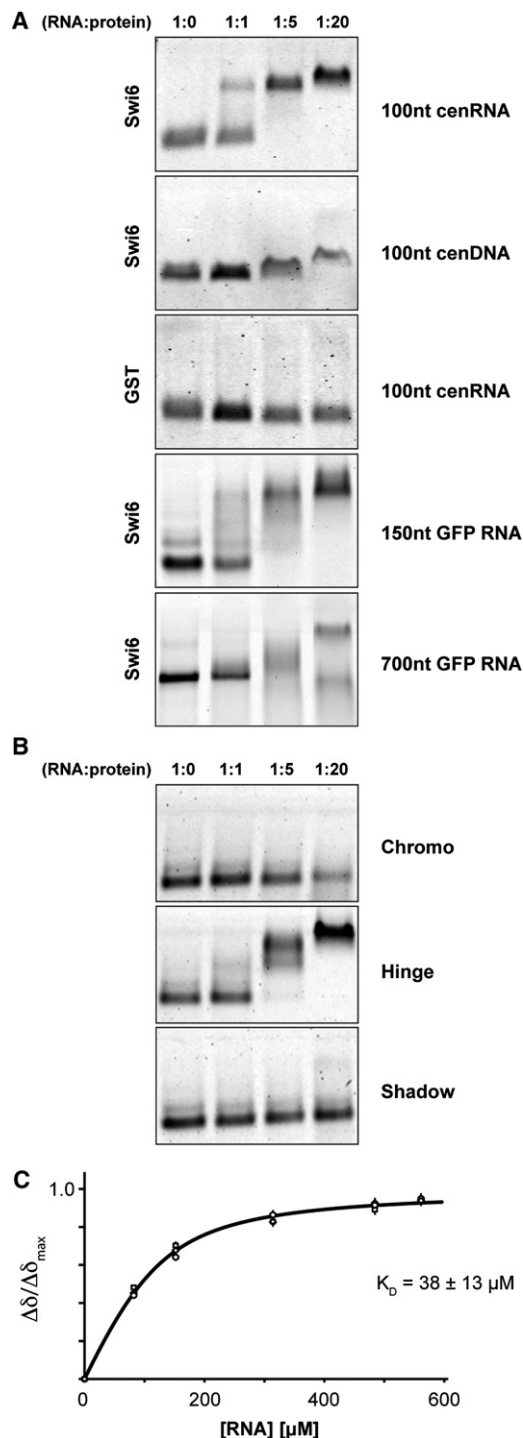 A
(RNA:protein) 1:0 1:1 1:5 1:20
Swi6 100nt cenRNA
Swi6 100nt cenDNA
GST 100nt cenRNA
Swi6 150nt GFP RNA
Swi6 700nt GFP RNA
B
(RNA:protein) 1:0 1:1 1:5 1:20
Chromo
Hinge
Shadow
C
1.0
Δδ/Δδmax
KD = 38 ± 13 μM
0 200 400 600
[RNA] [μM]